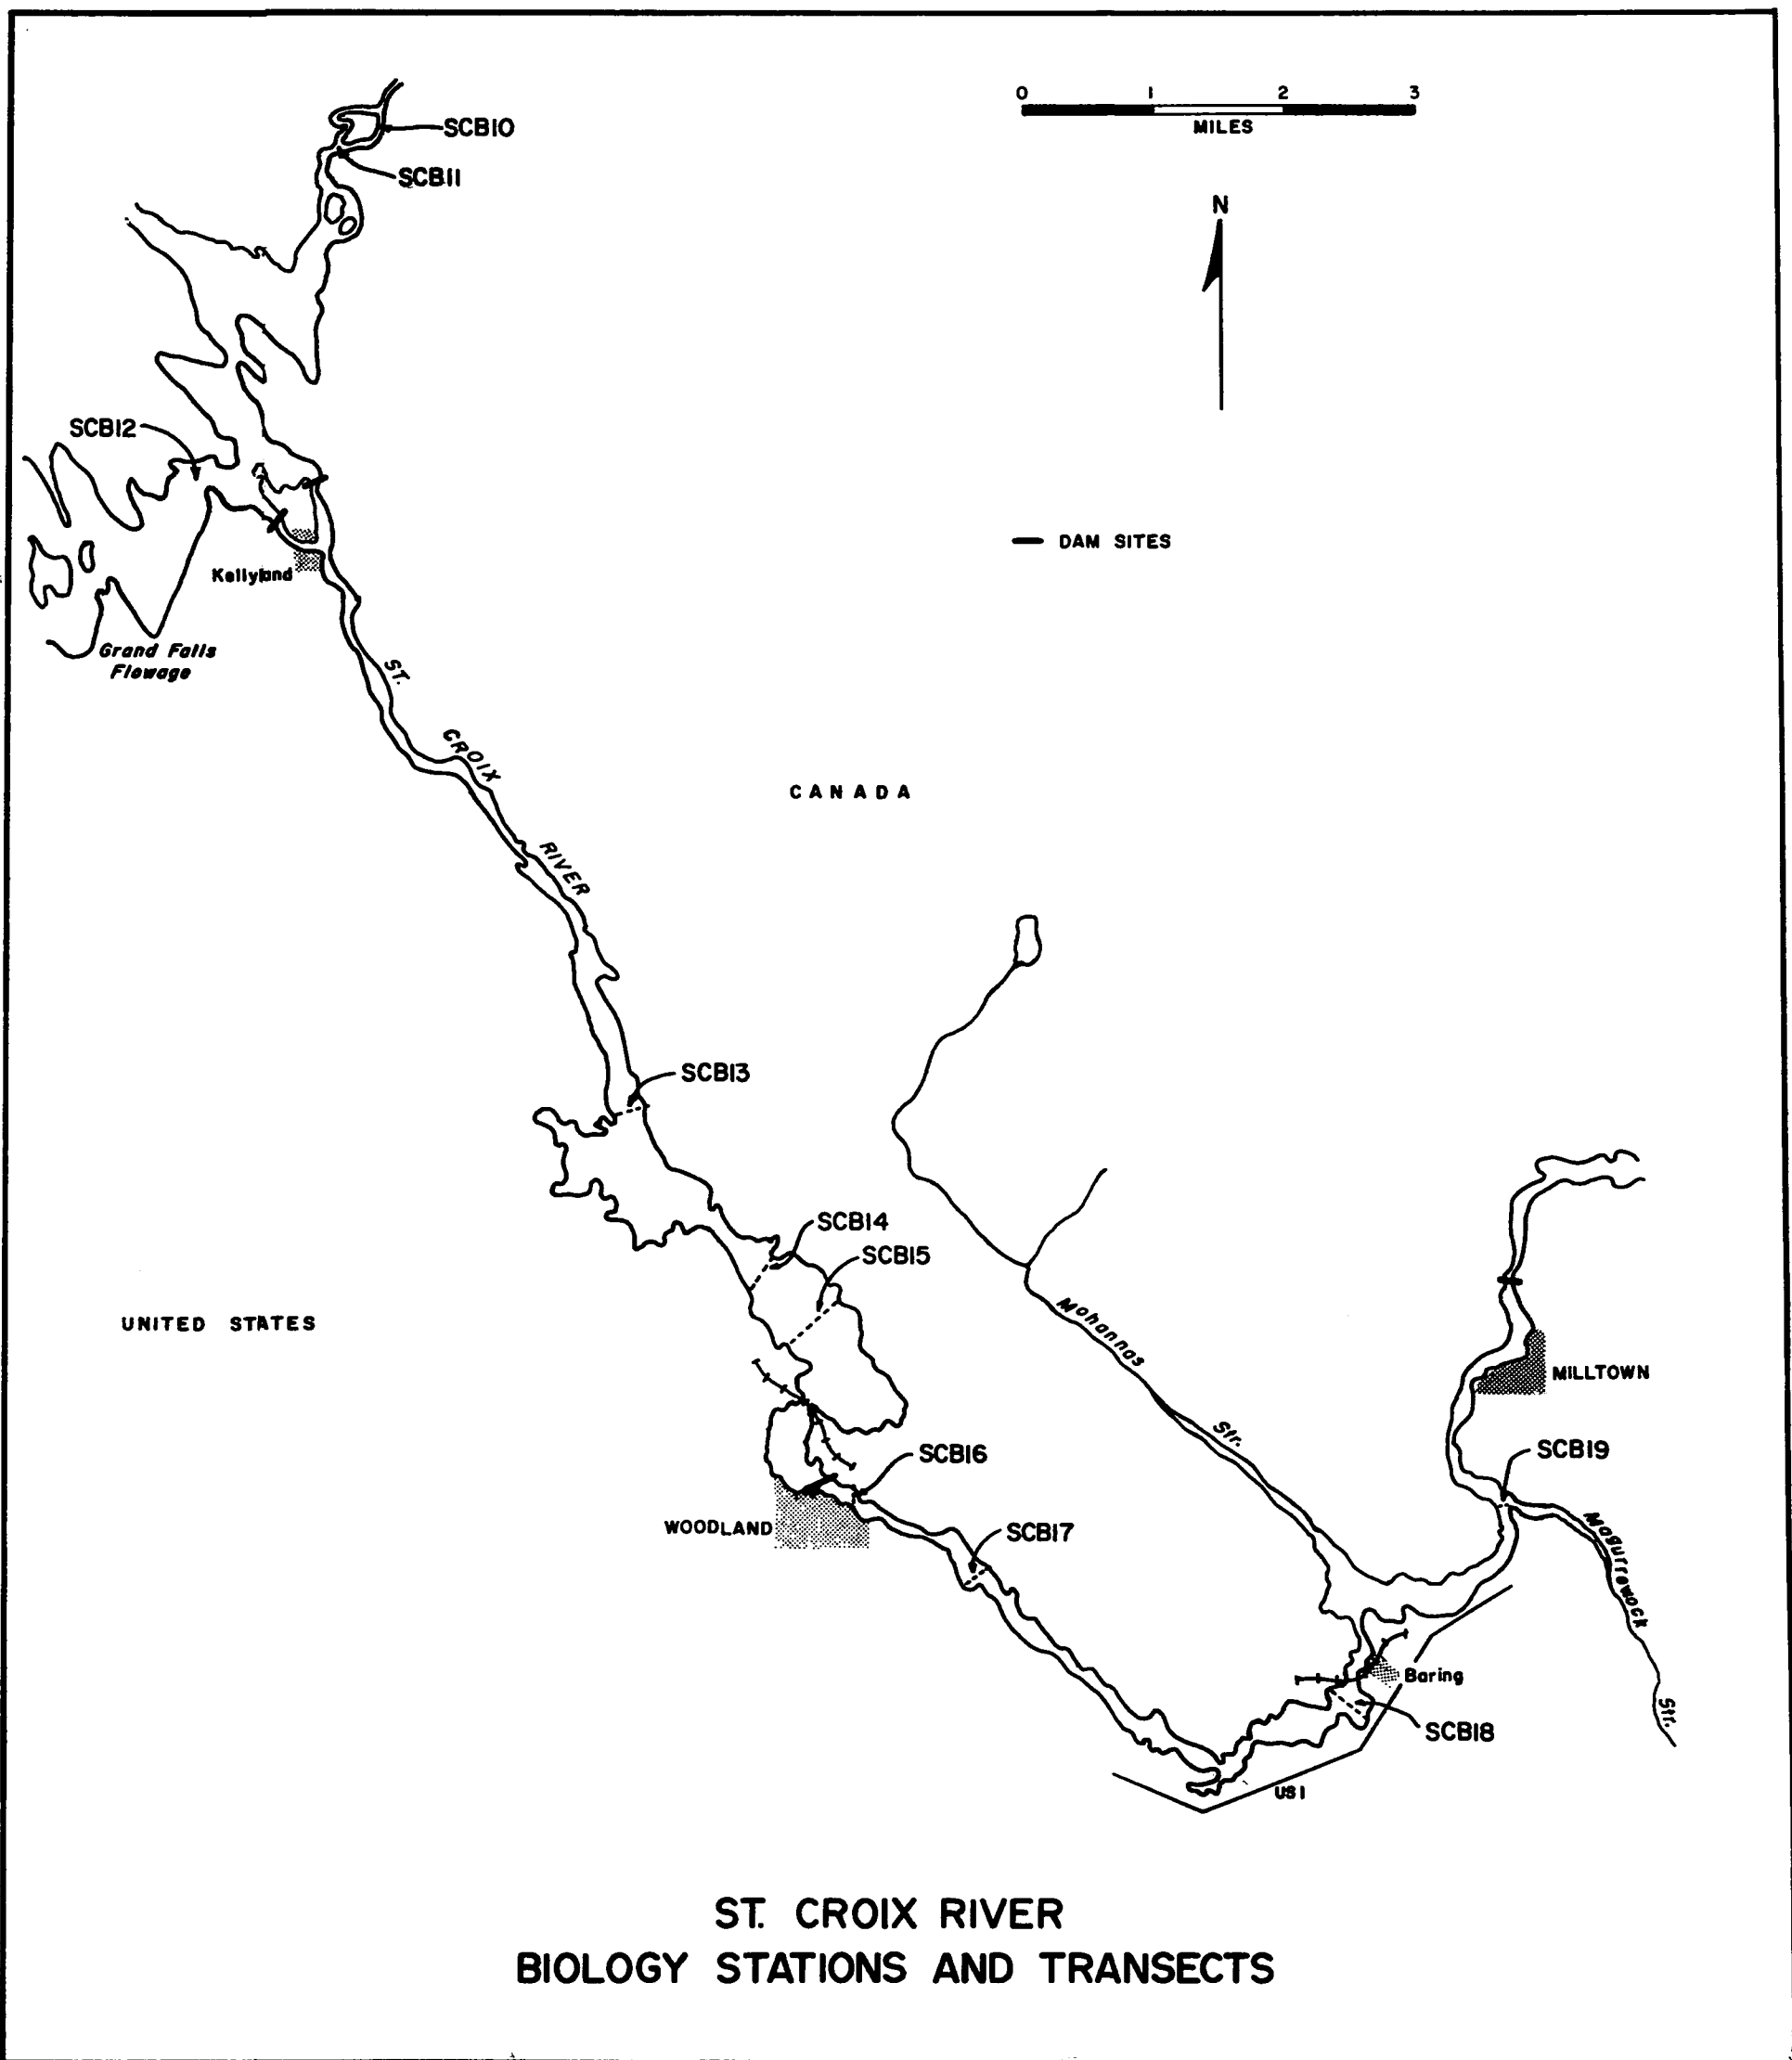 0 1 2 3
MILES
SCB10
SCB11
N
SCB12
DAM SITES
Kellyland
Grand Falls
Flowage
ST.
CROIX
CANADA
RIVER
SCB13
SCB14
SCB15
UNITED STATES
Mohannas
Str.
MILLTOWN
SCB16
SCB19
WOODLAND
SCB17
Magurrewock
Str.
Baring
SCB18
US 1
ST. CROIX RIVER
BIOLOGY STATIONS AND TRANSECTS